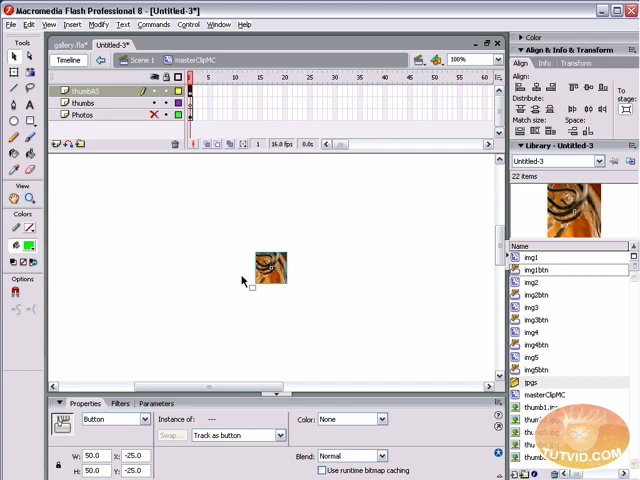 Macromedia Flash Professional 8 - [Untitled-3*]
File Edit View Insert Modify Text Commands Control Window Help
Tools
gallery.fla* Untitled-3*
Timeline Scene 1 masterClipMC 100%
1 5 10 15 20 25 30 35 40 45 50 55 60
thumbAS
thumbs
Photos
1 16.0 fps 0.0s
View
Colors
Options
Color
Align & Info & Transform
Align Info Transform
Align:
Distribute:
Match size: Space:
To stage:
Library - Untitled-3
Untitled-3
22 items
Name
img1
img1btn
img2
img2btn
img3
img3btn
img4
img4btn
img5
img5btn
jpgs
masterClipMC
thumb1.jpg
TUTVID.COM
Properties Filters Parameters
Button Instance of: --- Color: None
Swap... Track as button
W: 50.0 X: -25.0 Blend: Normal
H: 50.0 Y: -25.0 Use runtime bitmap caching